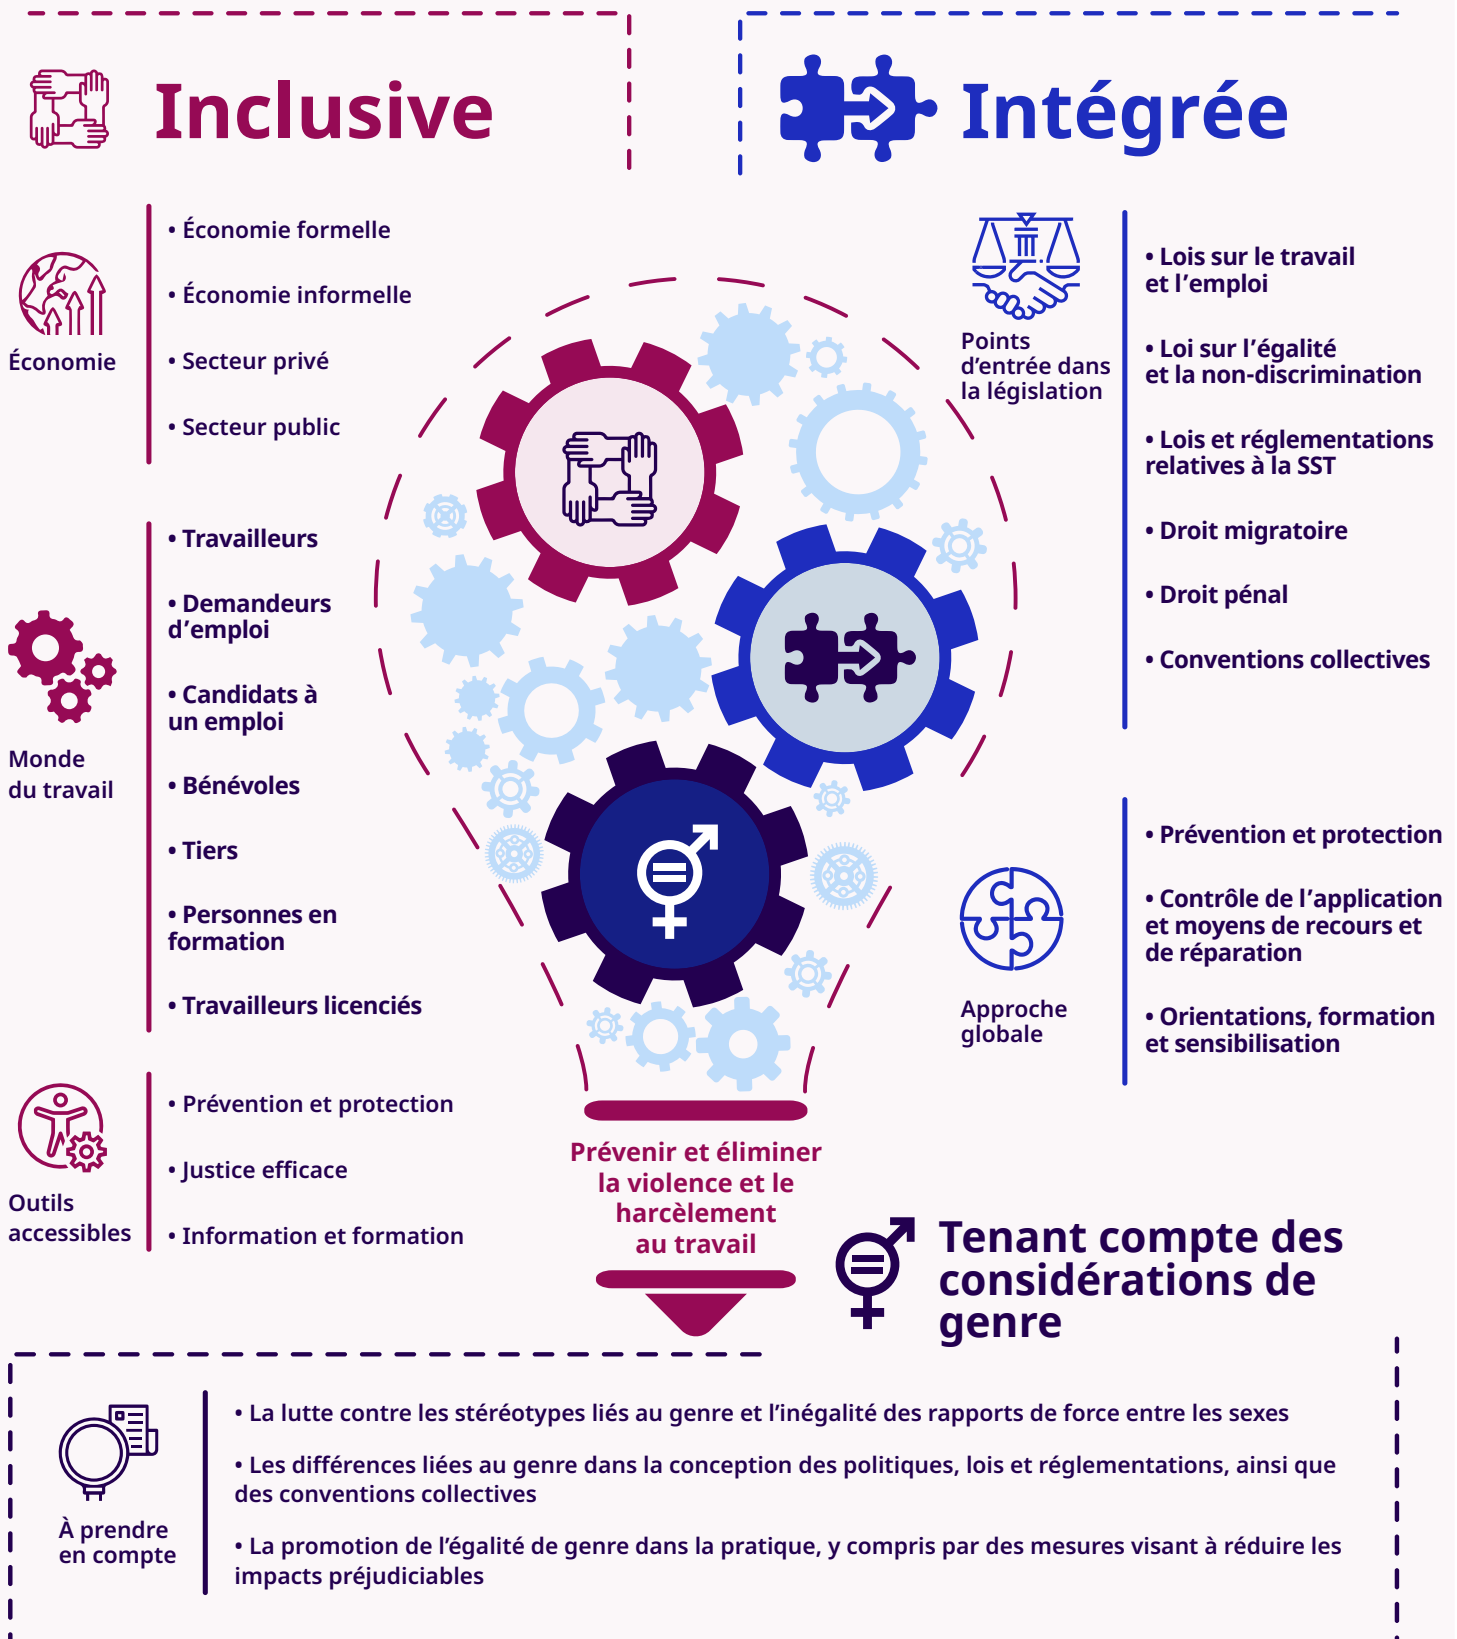 Inclusive
Économie
• Économie formelle
• Économie informelle
• Secteur privé
• Secteur public
Monde
du travail
• Travailleurs
• Demandeurs
d’emploi
• Candidats à
un emploi
• Bénévoles
• Tiers
• Personnes en
formation
• Travailleurs licenciés
Outils
accessibles
• Prévention et protection
• Justice efficace
• Information et formation
Intégrée
Points
d’entrée dans
la législation
• Lois sur le travail
et l’emploi
• Loi sur l’égalité
et la non-discrimination
• Lois et réglementations
relatives à la SST
• Droit migratoire
• Droit pénal
• Conventions collectives
Approche
globale
• Prévention et protection
• Contrôle de l’application
et moyens de recours et
de réparation
• Orientations, formation
et sensibilisation
Prévenir et éliminer
la violence et le
harcèlement
au travail
Tenant compte des
considérations de
genre
À prendre
en compte
• La lutte contre les stéréotypes liés au genre et l’inégalité des rapports de force entre les sexes
• Les différences liées au genre dans la conception des politiques, lois et réglementations, ainsi que
des conventions collectives
• La promotion de l’égalité de genre dans la pratique, y compris par des mesures visant à réduire les
impacts préjudiciables